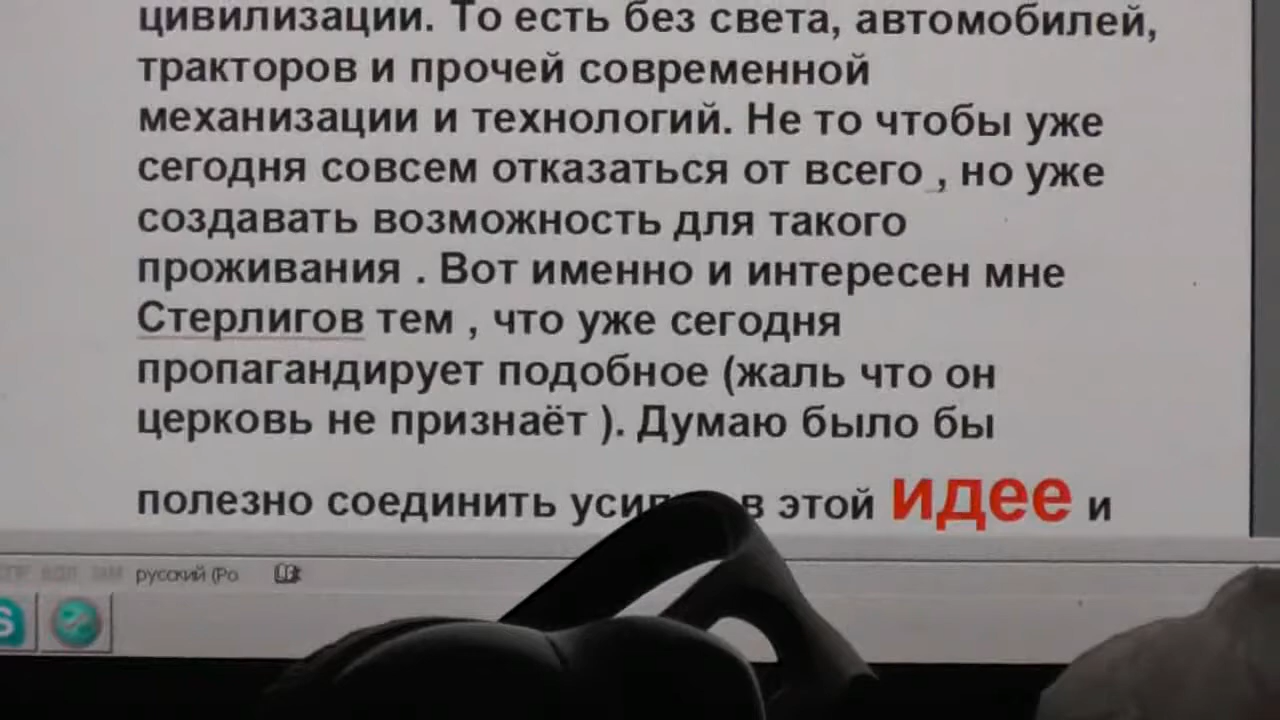 цивилизации. То есть без света, автомобилей,
тракторов и прочей современной
механизации и технологий. Не то чтобы уже
сегодня совсем отказаться от всего , но уже
создавать возможность для такого
проживания . Вот именно и интересен мне
Стерлигов тем , что уже сегодня
пропагандирует подобное (жаль что он
церковь не признаёт ). Думаю было бы
полезно соединить в этой идее и
русский (Ро
S